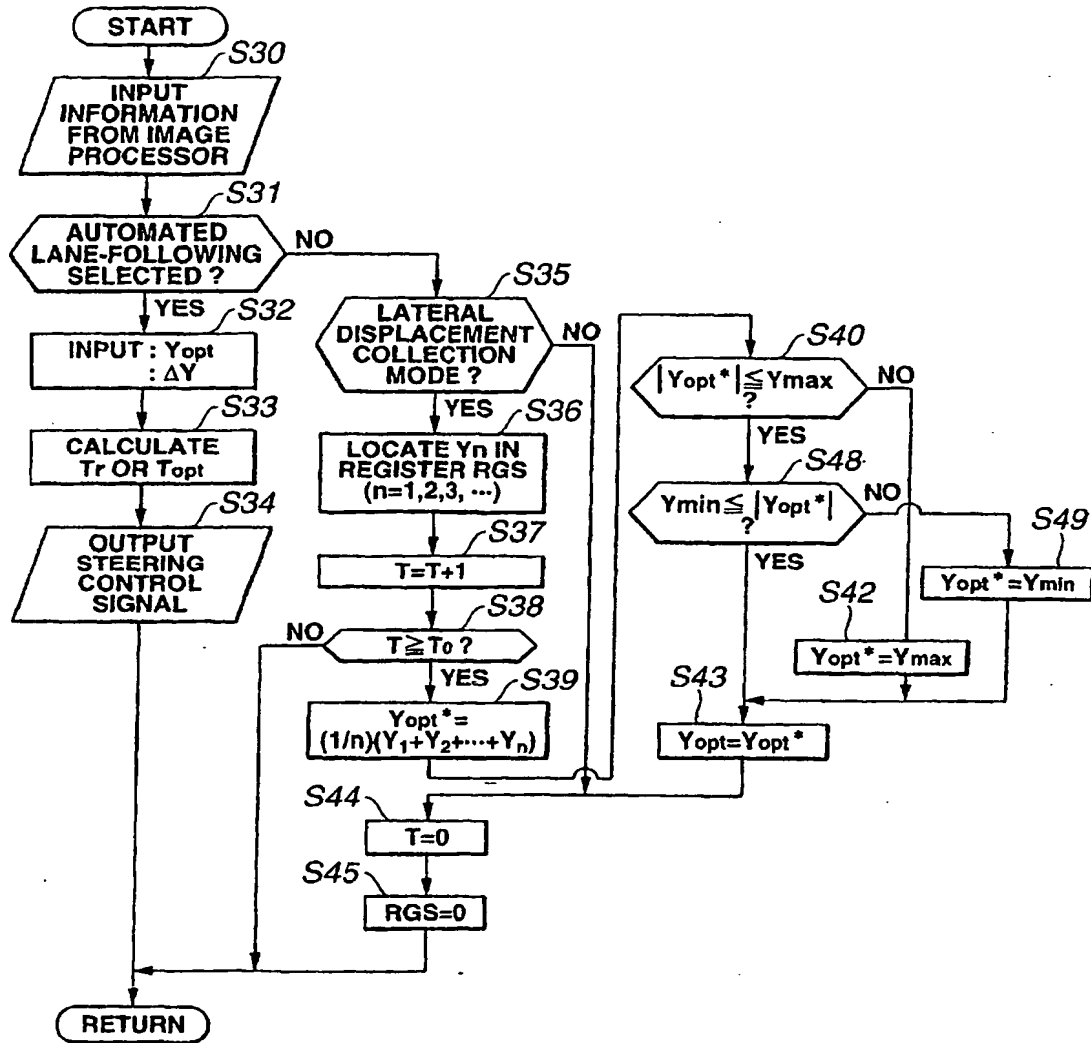 START
S30
INPUT
INFORMATION
FROM IMAGE
PROCESSOR
S31
AUTOMATED
LANE-FOLLOWING
SELECTED ?
NO
YES
S32
INPUT : Yopt
: ΔY
S33
CALCULATE
Tr OR Topt
S34
OUTPUT
STEERING
CONTROL
SIGNAL
S35
LATERAL
DISPLACEMENT
COLLECTION
MODE ?
NO
YES
S36
LOCATE Yn IN
REGISTER RGS
(n=1,2,3, ···)
S37
T=T+1
S38
NO
T≧To ?
YES
S39
Yopt*=
(1/n)(Y1+Y2+···+Yn)
S40
|Yopt*|≦Ymax
?
NO
YES
S48
Ymin≦|Yopt*|
?
NO
YES
S49
Yopt*=Ymin
S42
Yopt*=Ymax
S43
Yopt=Yopt*
S44
T=0
S45
RGS=0
RETURN